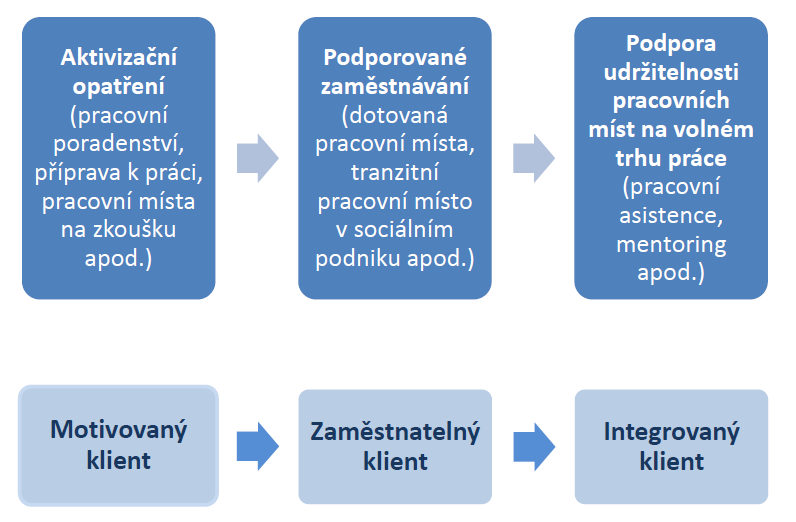 Aktivizační
opatření
(pracovní
poradenství,
příprava k práci,
pracovní místa
na zkoušku
apod.)
Podporované
zaměstnávání
(dotovaná
pracovní místa,
tranzitní
pracovní místo
v sociálním
podniku apod.)
Podpora
udržitelnosti
pracovních
míst na volném
trhu práce
(pracovní
asistence,
mentoring
apod.)
Motivovaný
klient
Zaměstnatelný
klient
Integrovaný
klient